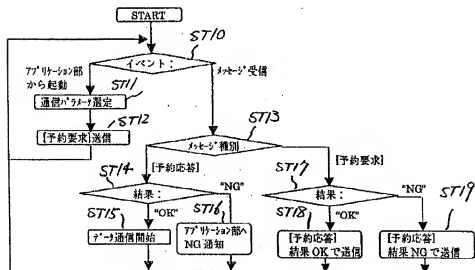 START
ST10
イベント:
アプリケーション部
から起動
メッセージ受信
ST11
通信パラメータ選定
ST12
[予約要求]送信
ST13
メッセージ種別
[予約応答]
[予約要求]
ST14
結果:
"NG"
"OK"
ST17
結果:
"NG"
"OK"
ST15
データ通信開始
ST16
アプリケーション部へ
NG通知
ST18
[予約応答]
結果OKで送信
ST19
[予約応答]
結果NGで送信